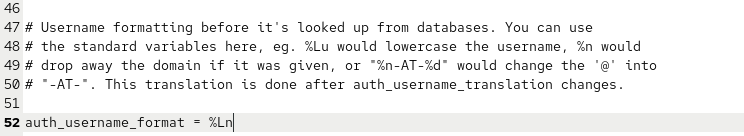 46
47 # Username formatting before it's looked up from databases. You can use
48 # the standard variables here, eg. %Lu would lowercase the username, %n would
49 # drop away the domain if it was given, or "%n-AT-%d" would change the '@' into
50 # "-AT-". This translation is done after auth_username_translation changes.
51
52 auth_username_format = %Ln